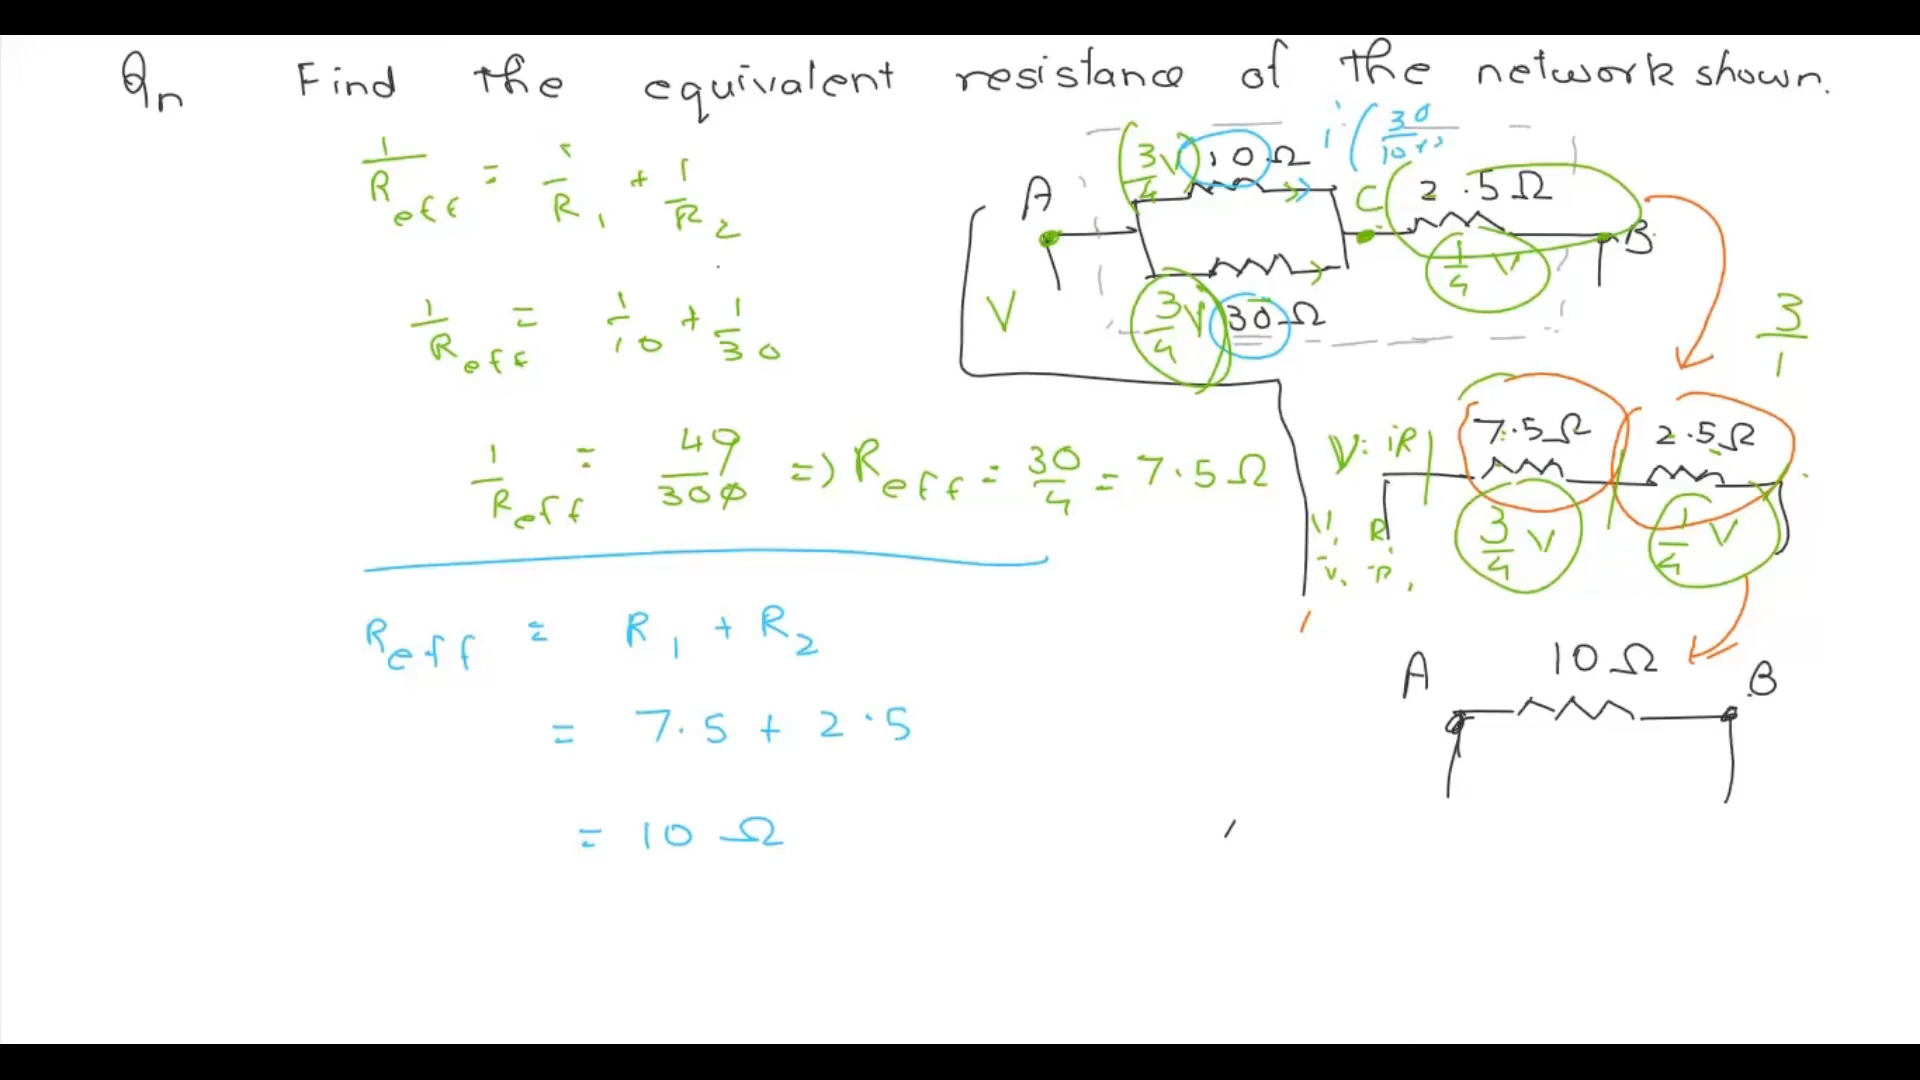 Qn Find the equivalent resistance of the network shown.
1/Reff = 1/R1 + 1/R2
1/Reff = 1/10 + 1/30
1/Reff = 40/300 => Reff = 30/4 = 7.5 Ω
Reff = R1 + R2
= 7.5 + 2.5
= 10 Ω
3/4 V 10 Ω i (30/10+
A C 2.5 Ω B
1/4 V
V 3/4 V 30 Ω
3/1
V: iR 7.5 Ω 2.5 Ω
3/4 V 1/4 V
A 10 Ω B